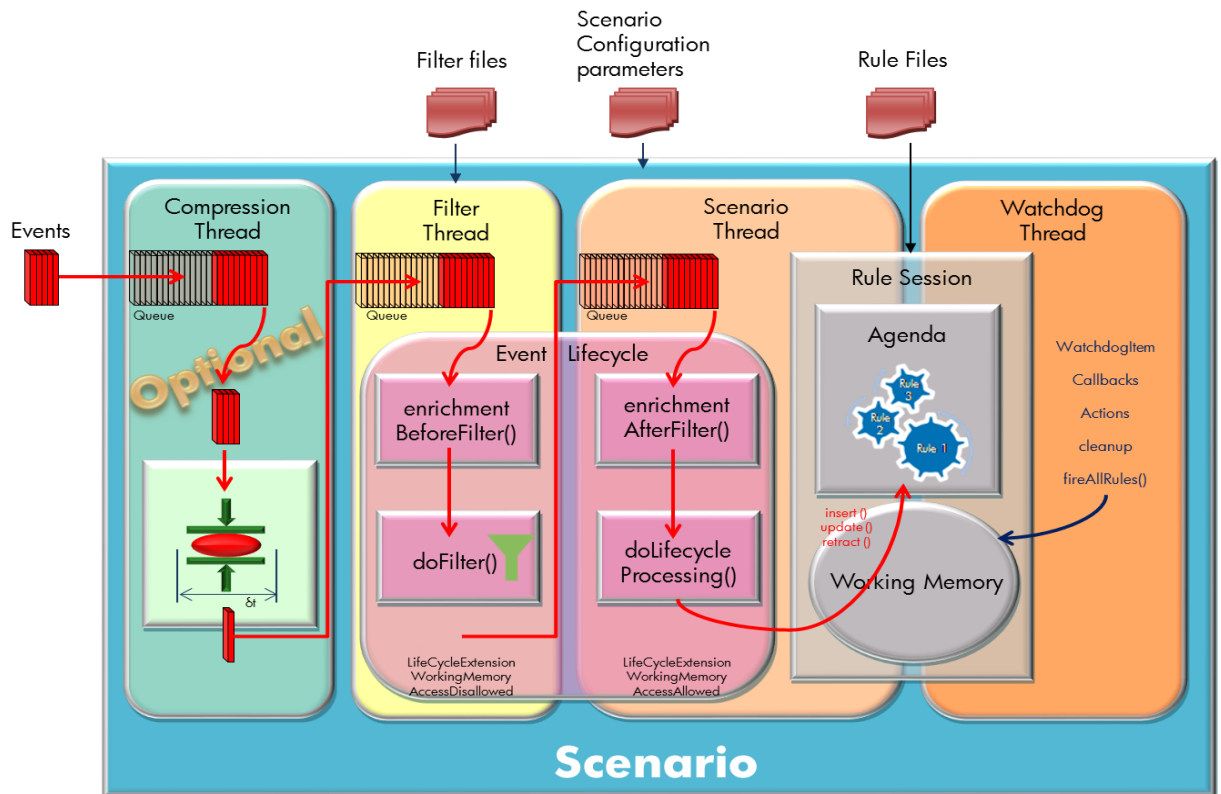 Scenario
Configuration
parameters
Filter files
Rule Files
Events
Compression
Thread
Queue
Optional
δt
Filter
Thread
Queue
Scenario
Thread
Queue
Event Lifecycle
enrichment
BeforeFilter()
doFilter()
LifeCycleExtension
WorkingMemory
AccessDisallowed
enrichment
AfterFilter()
doLifecycle
Processing()
LifeCycleExtension
WorkingMemory
AccessAllowed
Watchdog
Thread
Rule Session
Agenda
Rule
3
Rule
2
Rule 1
insert ()
update ()
retract ()
Working Memory
WatchdogItem
Callbacks
Actions
cleanup
fireAllRules()
Scenario